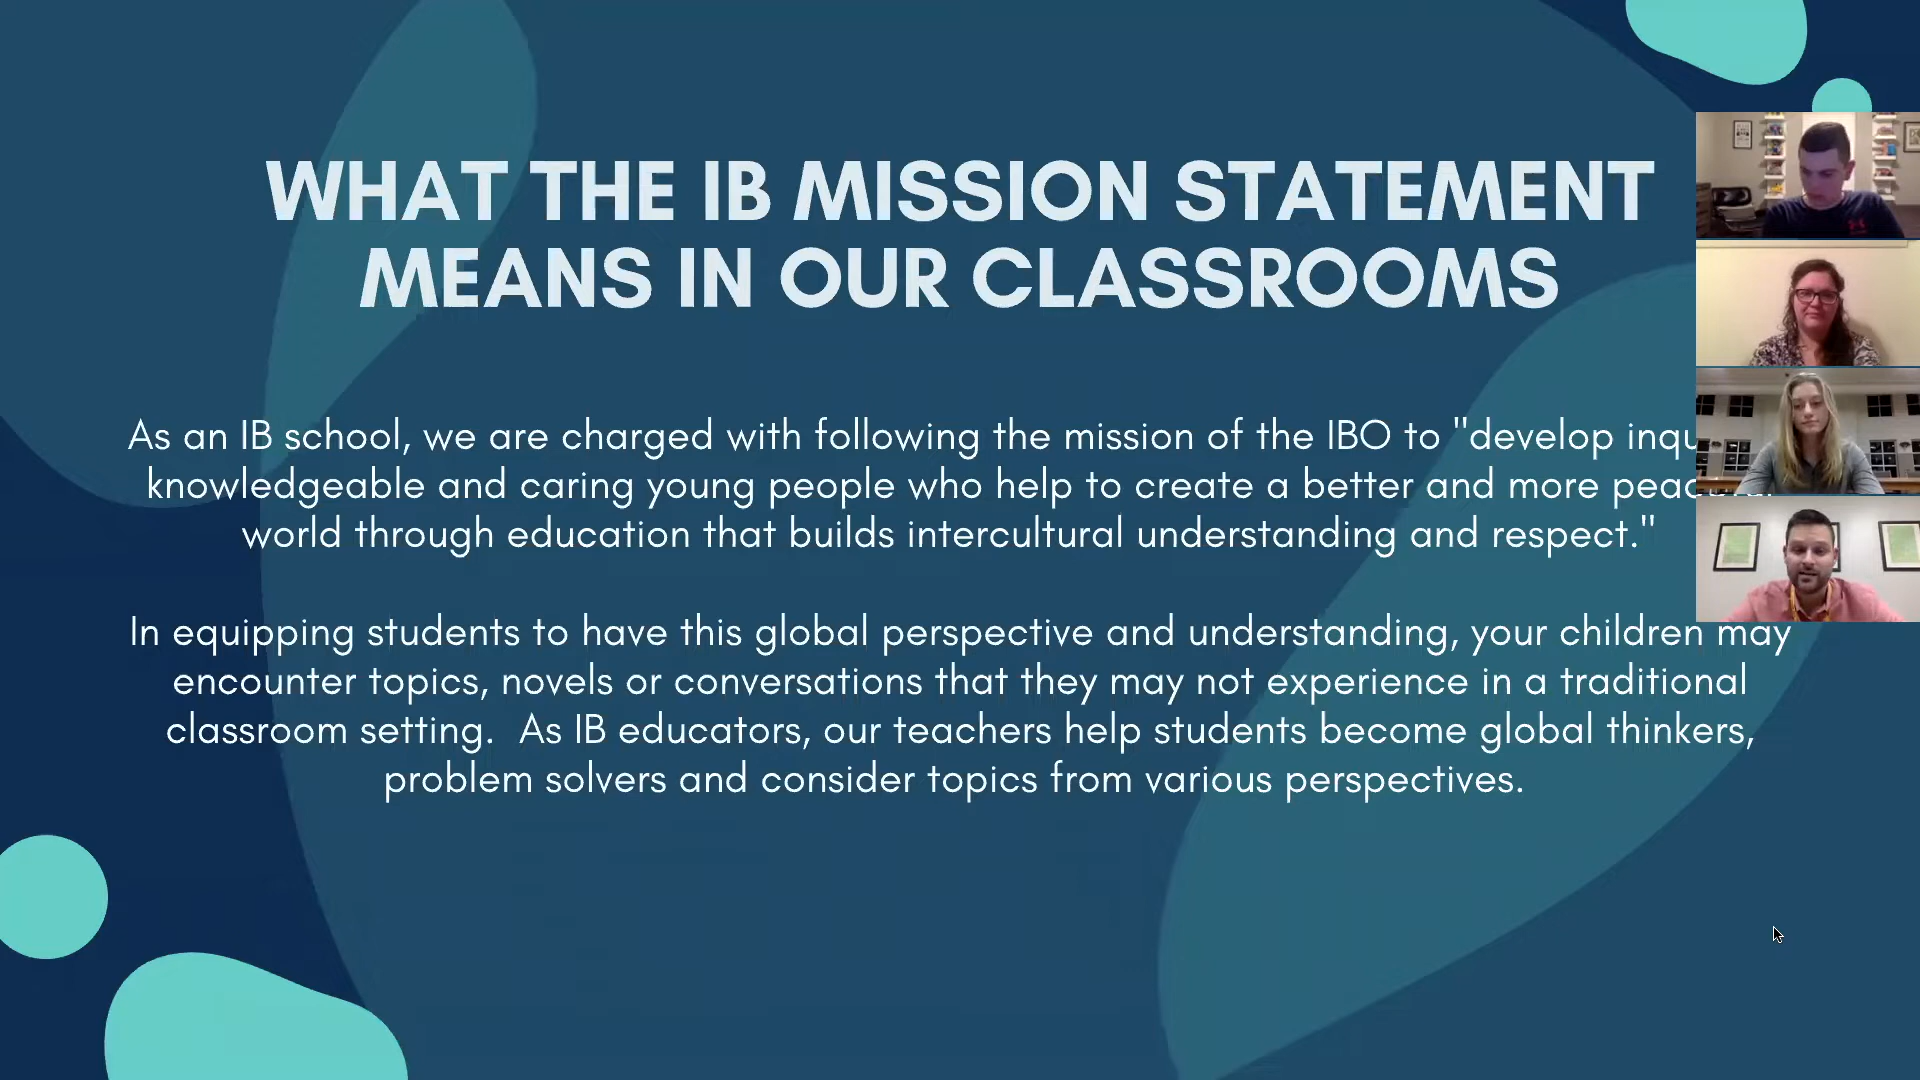 WHAT THE IB MISSION STATEMENT
MEANS IN OUR CLASSROOMS
As an IB school, we are charged with following the mission of the IBO to "develop
knowledgeable and caring young people who help to create a better and more
world through education that builds intercultural understanding and respect."
In equipping students to have this global perspective and understanding, your children may
encounter topics, novels or conversations that they may not experience in a traditional
classroom setting. As IB educators, our teachers help students become global thinkers,
problem solvers and consider topics from various perspectives.